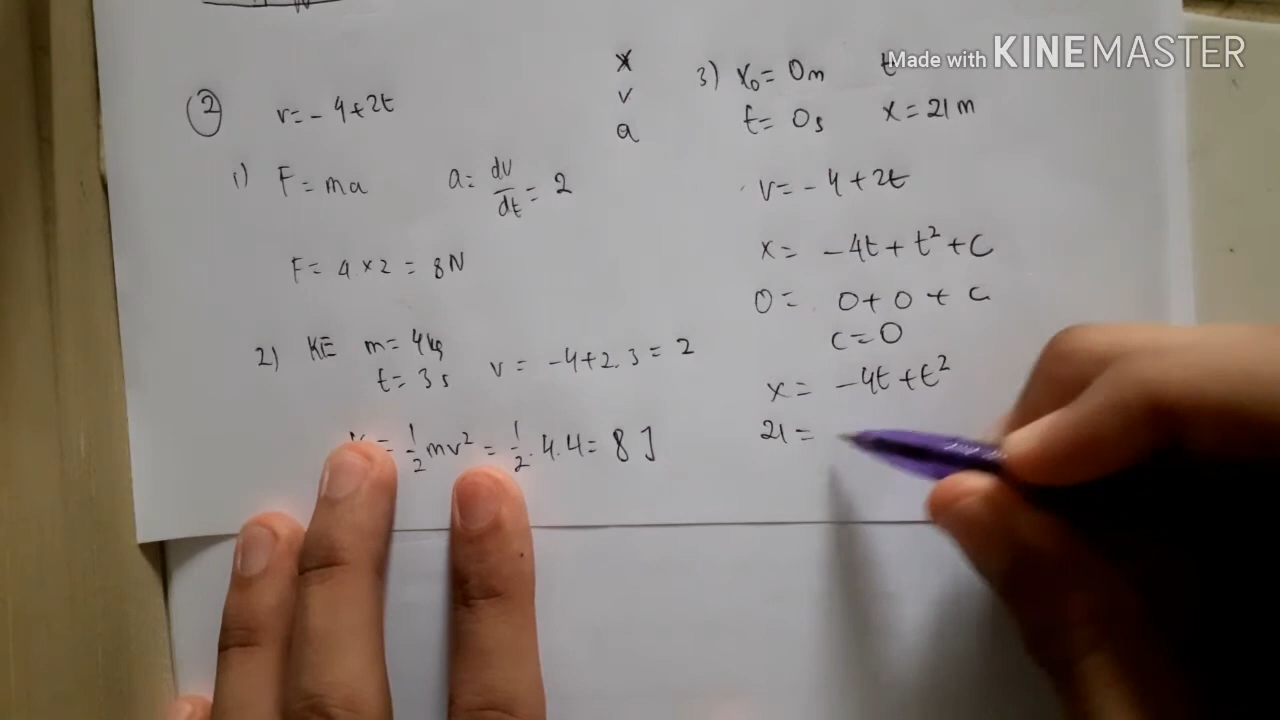 Made with KINEMASTER
2 v = - 4 + 2t
1) F = ma a = dv/dt = 2
F = 4 × 2 = 8N
2) KE m = 4kg
t = 3s v = -4 + 2.3 = 2
= 1/2 mv² = 1/2 . 4.4 = 8 J
x
v
a
3) x₀ = 0m t
t = 0s x = 21m
v = - 4 + 2t
x = - 4t + t² + C
0 = 0 + 0 + C
C = 0
x = - 4t + t²
21 =